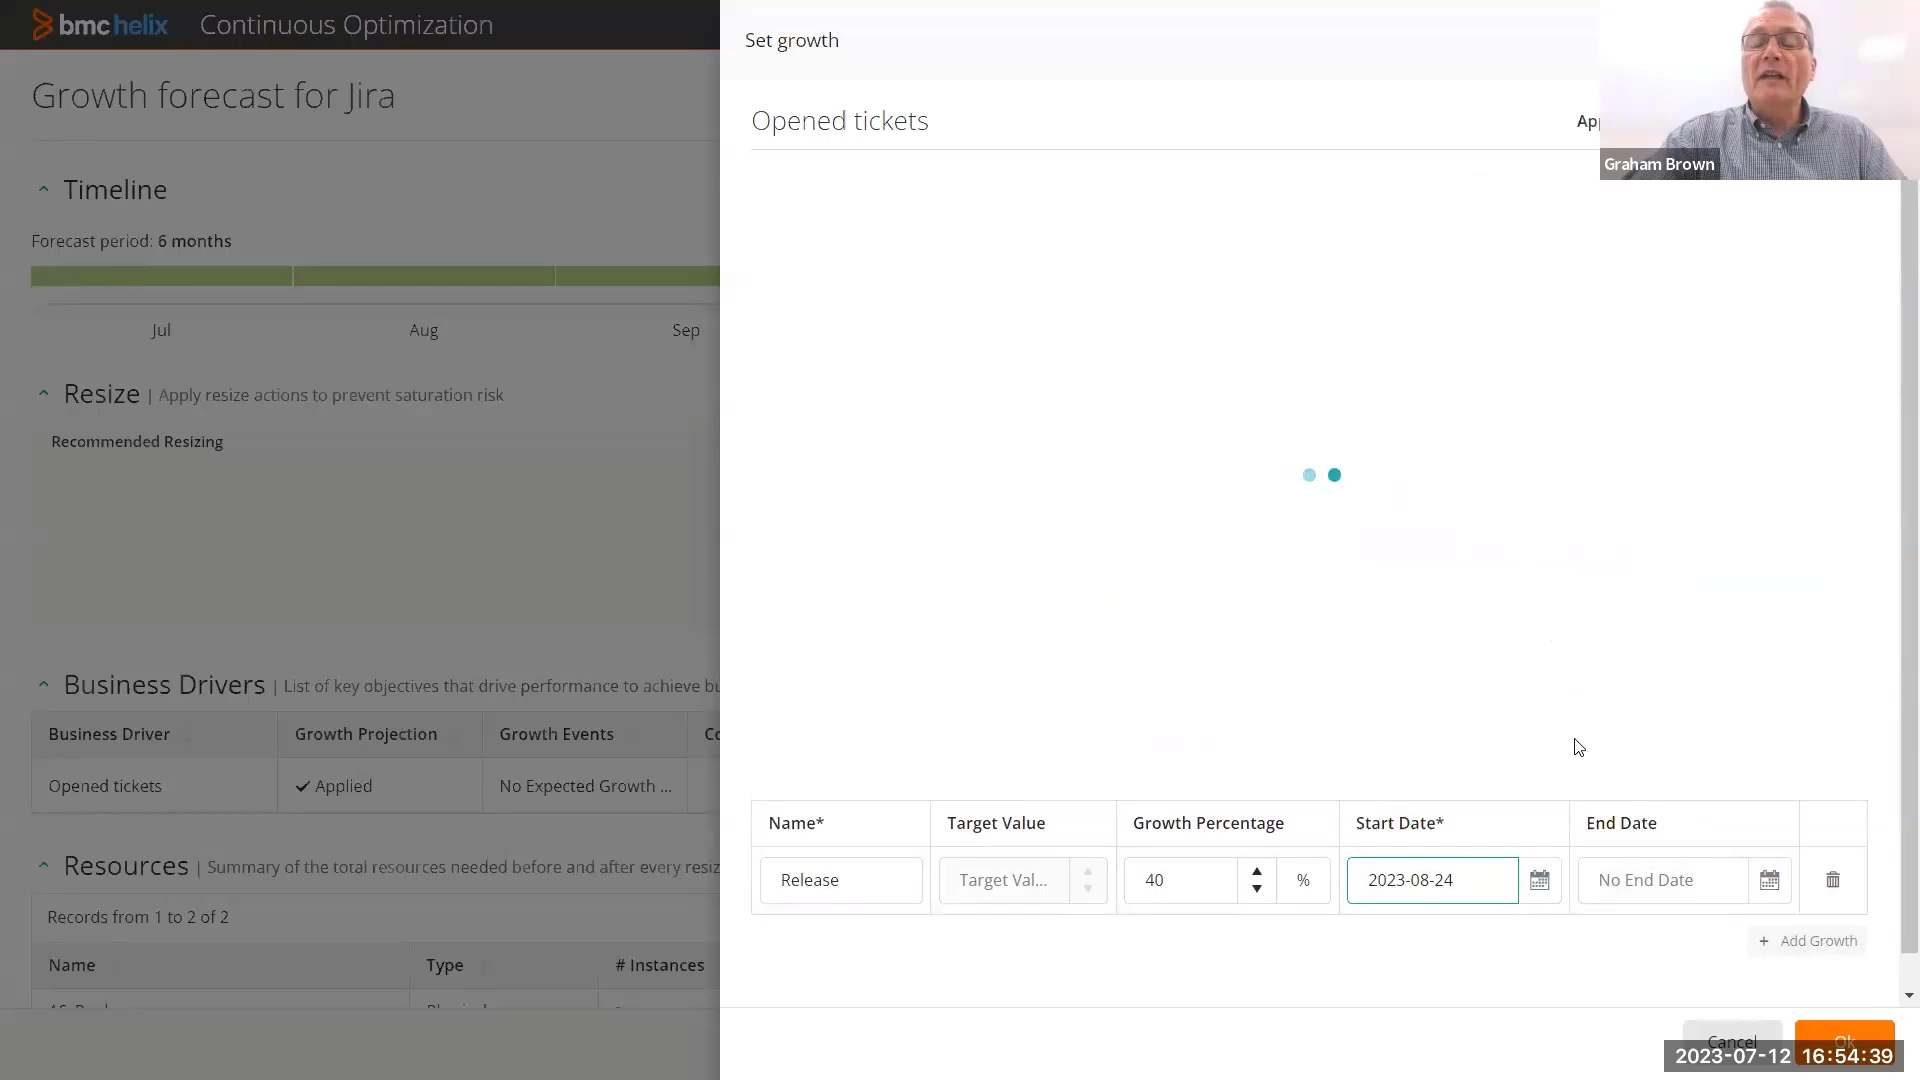 bmc helix Continuous Optimization
Growth forecast for Jira
Timeline
Forecast period: 6 months
Jul Aug Sep
Resize | Apply resize actions to prevent saturation risk
Recommended Resizing
Business Drivers | List of key objectives that drive performance to achieve bu
Business Driver Growth Projection Growth Events Co
Opened tickets Applied No Expected Growth ...
Resources | Summary of the total resources needed before and after every resiz
Records from 1 to 2 of 2
Name Type # Instances
Set growth
Opened tickets
App
Graham Brown
Name* Target Value Growth Percentage Start Date* End Date
Release Target Val... 40 % 2023-08-24 No End Date
+ Add Growth
Cancel Ok
2023-07-12 16:54:39